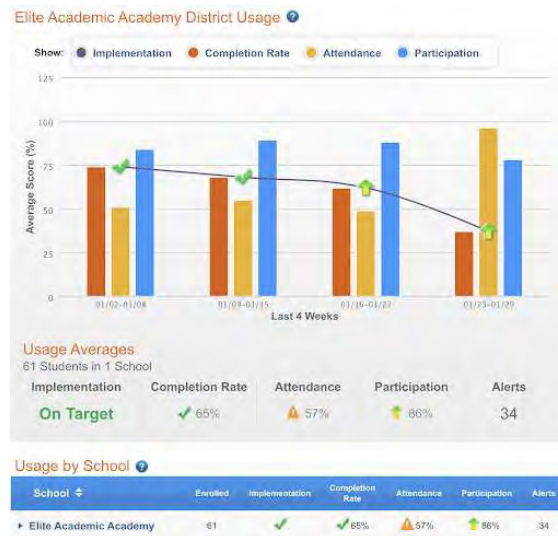 Elite Academic Academy District Usage ?
Show: Implementation Completion Rate Attendance Participation
125
100
75
50
25
0
Average Score (%)
01/02-01/08 01/09-01/15 01/16-01/22 01/23-01/29
Last 4 Weeks
Usage Averages
61 Students in 1 School
Implementation Completion Rate Attendance Participation Alerts
On Target 65% 57% 86% 34
Usage by School ?
School Enrolled Implementation Completion Rate Attendance Participation Alerts
Elite Academic Academy 61 65% 57% 86% 34